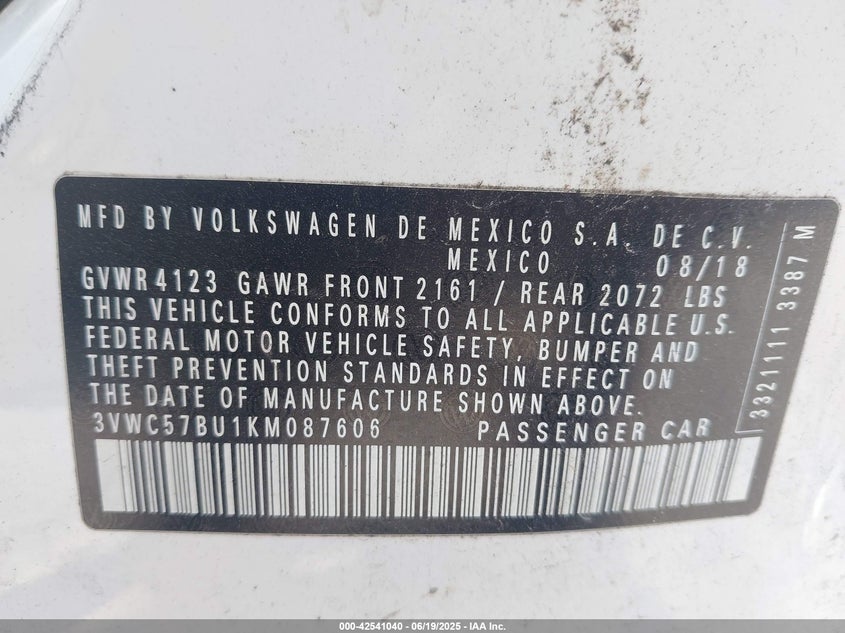 MFD BY VOLKSWAGEN DE MEXICO S.A. DE C.V.
MEXICO 08/18
GVWR 4123 GAWR FRONT 2161 / REAR 2072 LBS
THIS VEHICLE CONFORMS TO ALL APPLICABLE U.S.
FEDERAL MOTOR VEHICLE SAFETY, BUMPER AND
THEFT PREVENTION STANDARDS IN EFFECT ON
THE DATE OF MANUFACTURE SHOWN ABOVE.
3VWC57BU1KM087606 PASSENGER CAR
3321111 3387 M
000-42541040 - 06/19/2025 - IAA Inc.